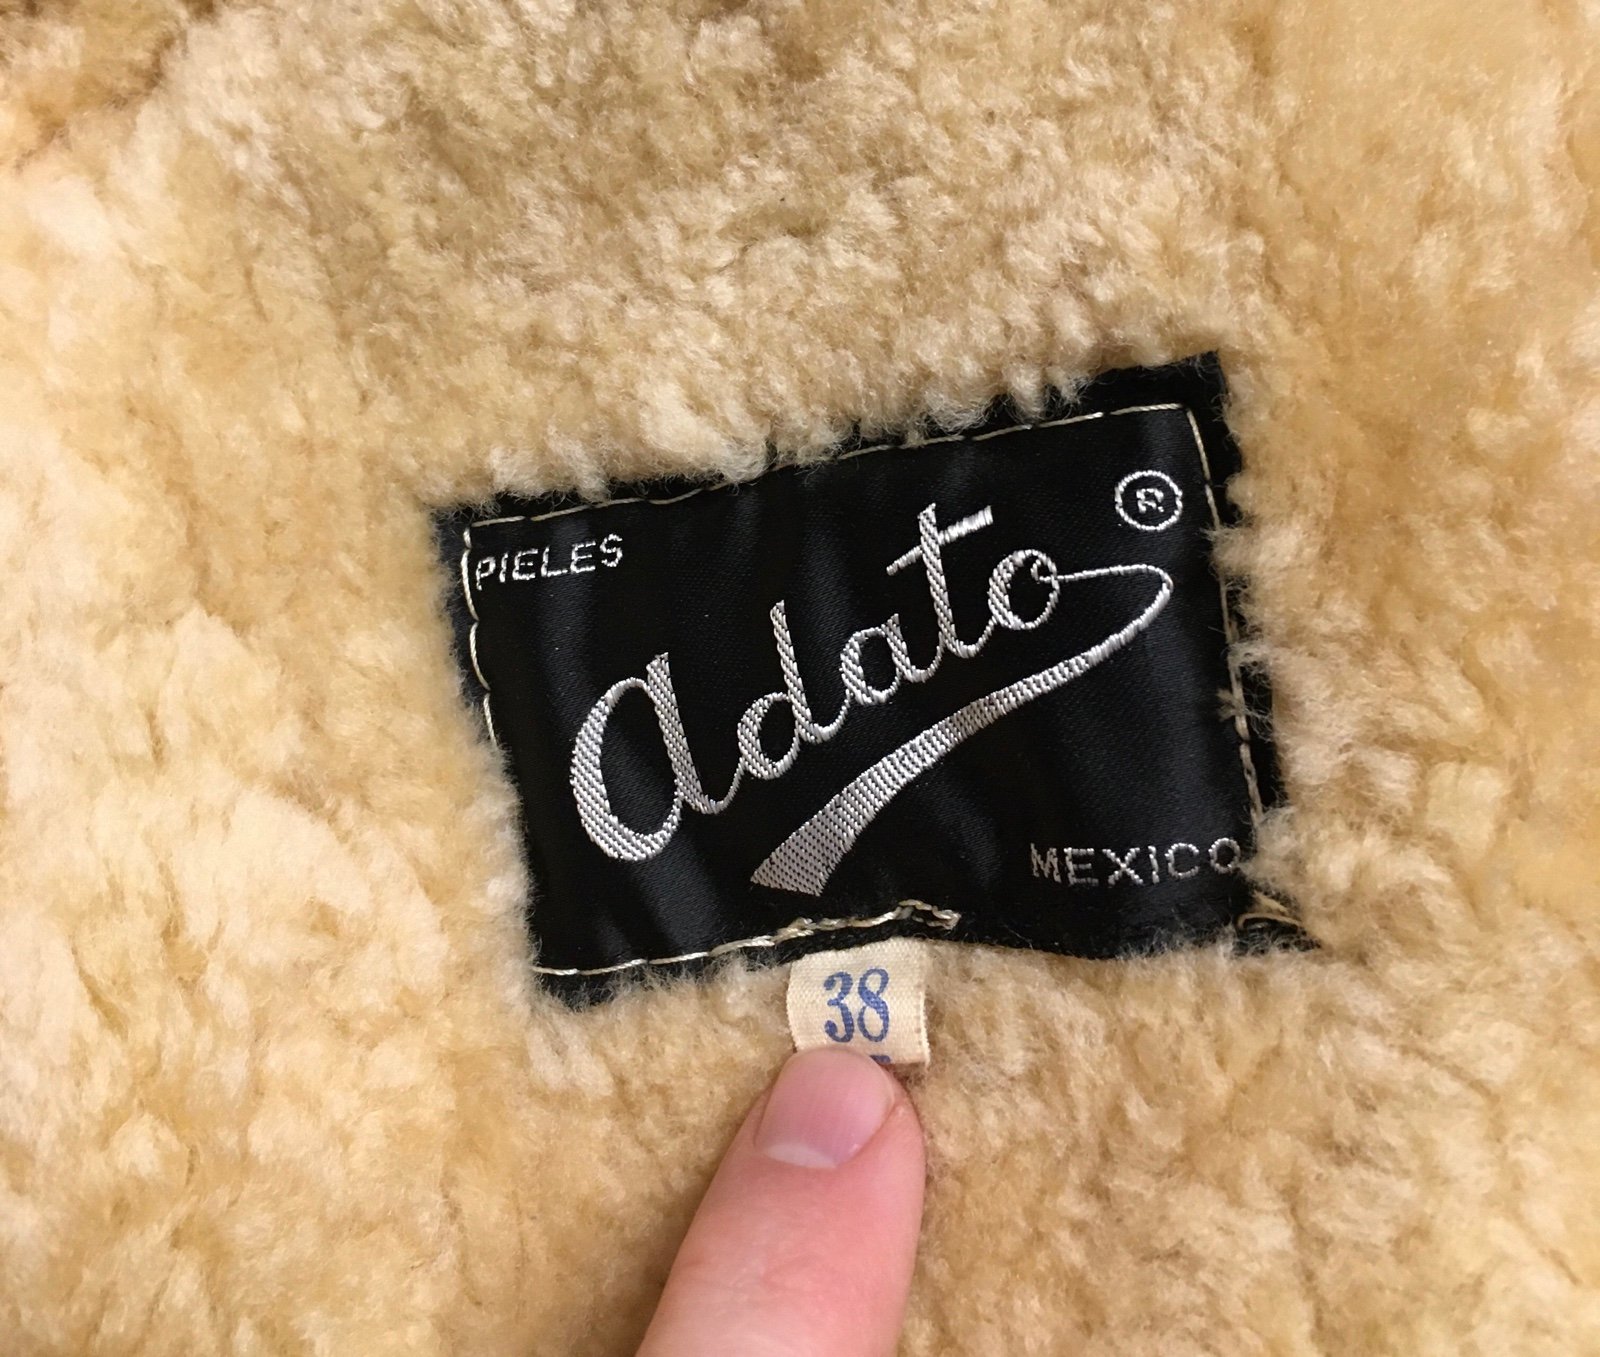 PIELES
adato
®
MEXICO
38